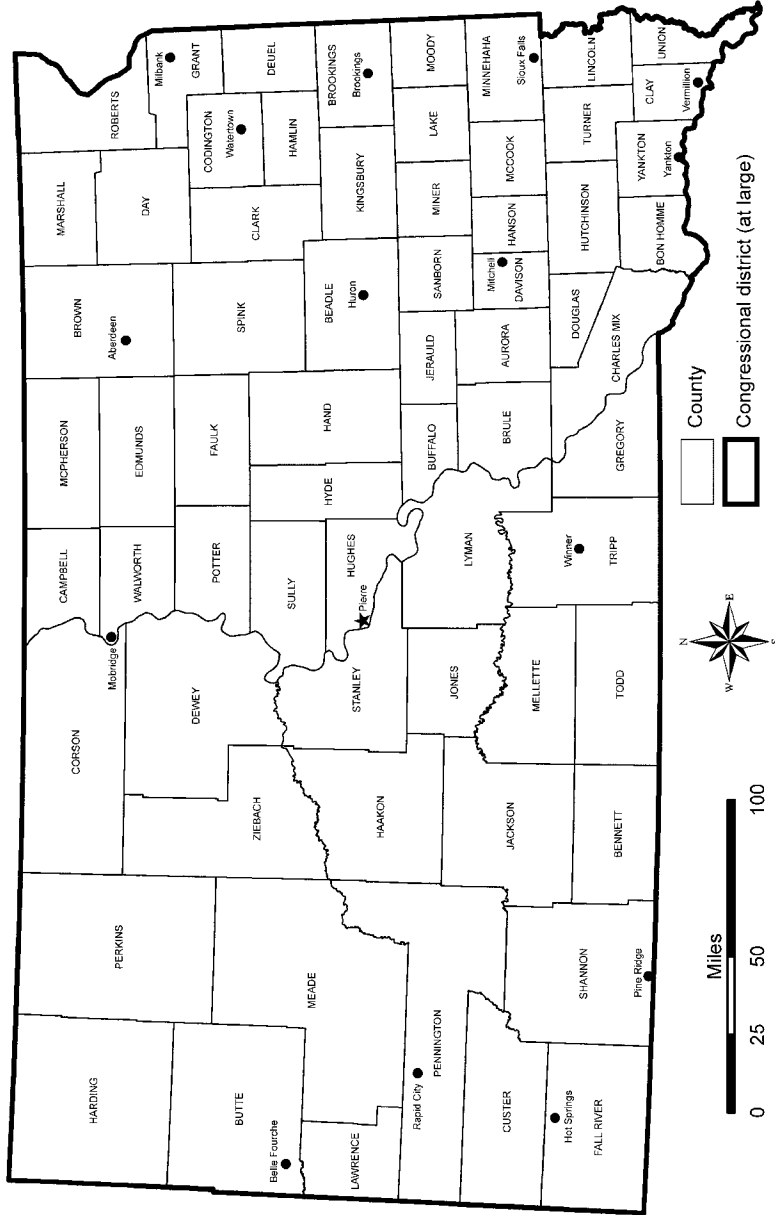 HARDING
PERKINS
CORSON
CAMPBELL
MCPHERSON
BROWN
MARSHALL
ROBERTS
Mobridge
WALWORTH
EDMUNDS
Aberdeen
DAY
Milbank
GRANT
BUTTE
Belle Fourche
MEADE
ZIEBACH
DEWEY
POTTER
FAULK
SPINK
CLARK
CODINGTON
Watertown
DEUEL
HAMLIN
LAWRENCE
SULLY
HYDE
HAND
BEADLE
Huron
KINGSBURY
BROOKINGS
Brookings
HAAKON
STANLEY
HUGHES
Pierre
Rapid City
PENNINGTON
BUFFALO
JERAULD
SANBORN
MINER
LAKE
MOODY
JACKSON
JONES
LYMAN
BRULE
AURORA
Mitchell
DAVISON
HANSON
MCCOOK
MINNEHAHA
Sioux Falls
CUSTER
Hot Springs
FALL RIVER
SHANNON
Pine Ridge
BENNETT
MELLETTE
TODD
Winner
TRIPP
GREGORY
CHARLES MIX
DOUGLAS
HUTCHINSON
TURNER
LINCOLN
BON HOMME
YANKTON
Yankton
CLAY
Vermillion
UNION
Miles
0 25 50 100
N
W E
S
County
Congressional district (at large)